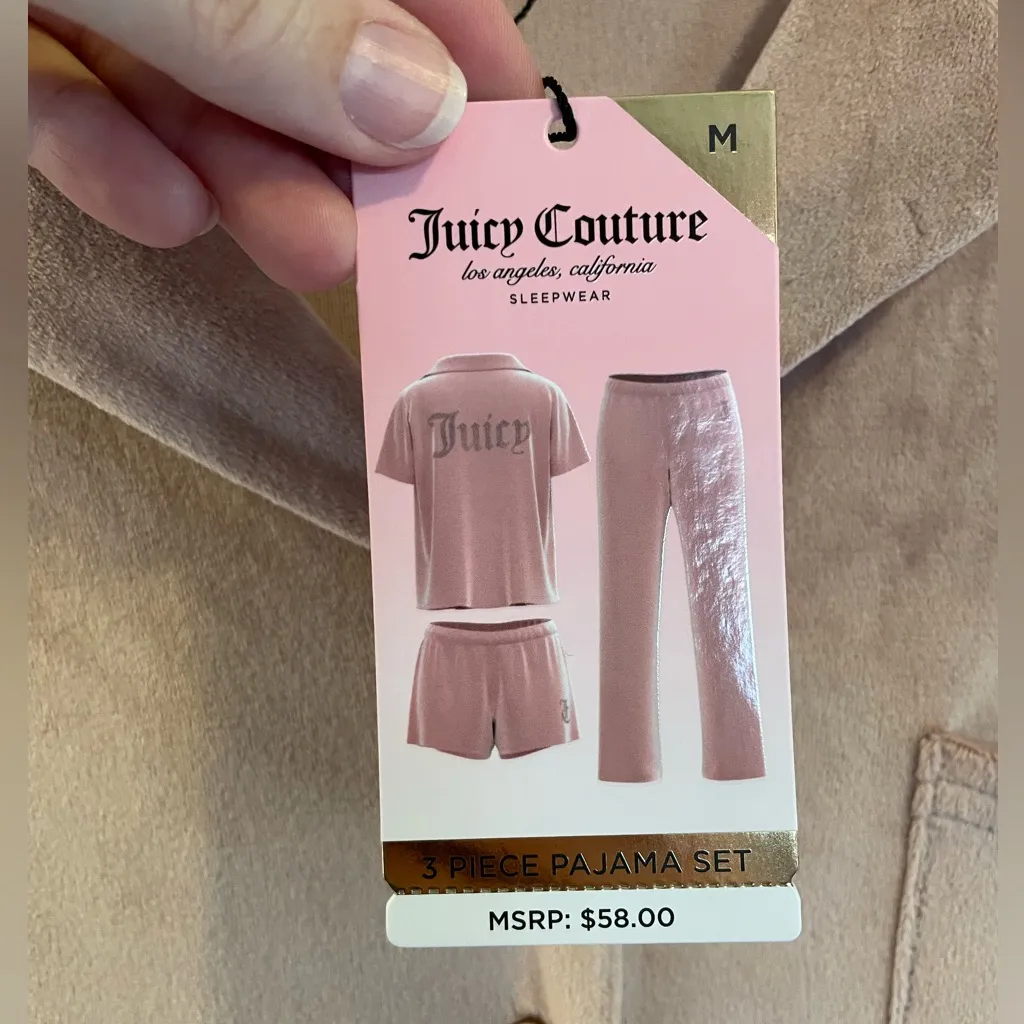 M
Juicy Couture
los angeles, california
SLEEPWEAR
Juicy
3 PIECE PAJAMA SET
MSRP: $58.00